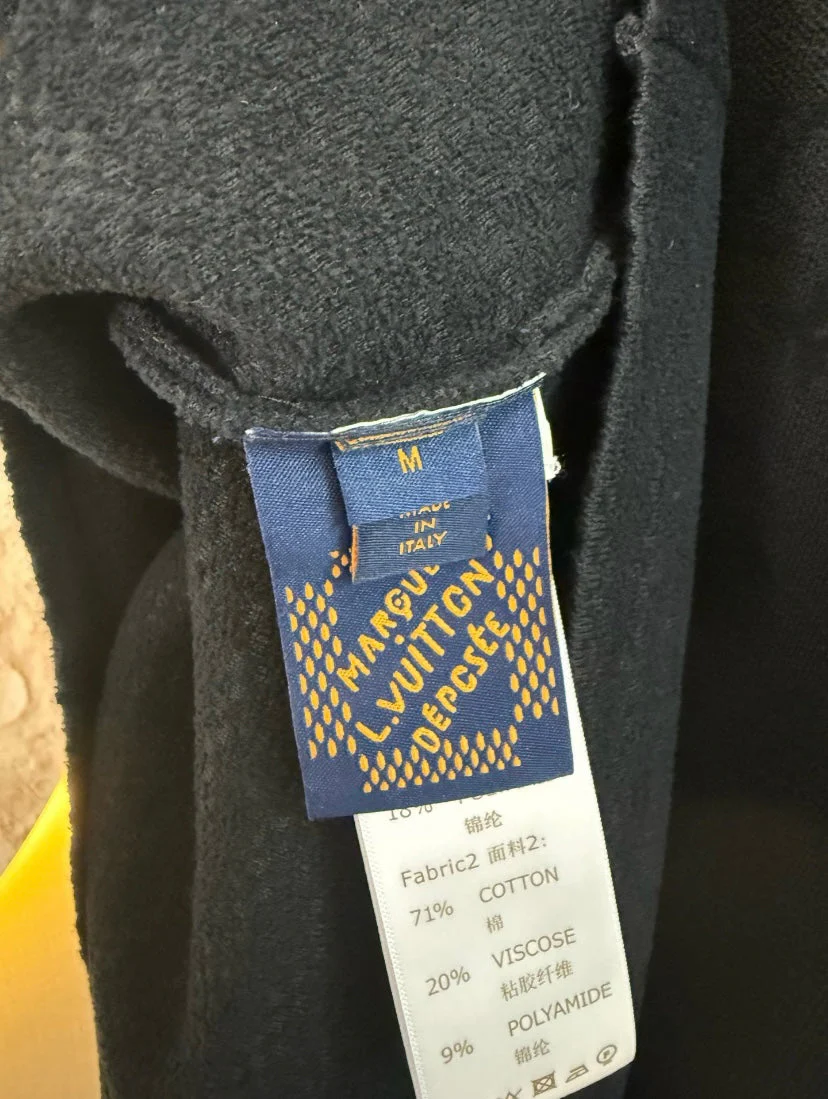 M
MADE
IN
ITALY
MARQUE
L.VUITTON
DÉPOSÉE
18%
锦纶
Fabric2 面料2:
71% COTTON
棉
20% VISCOSE
粘胶纤维
9% POLYAMIDE
锦纶